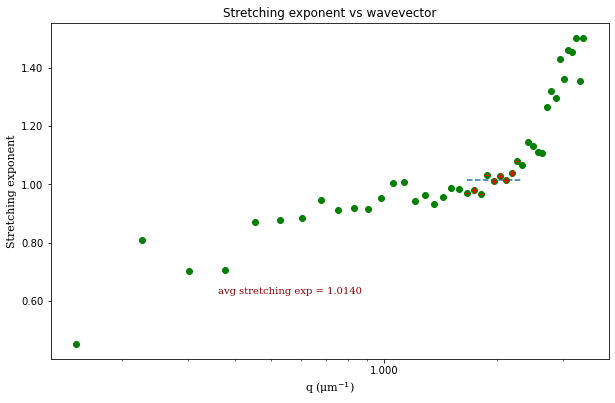 Stretching exponent vs wavevector
1.40
1.20
1.00
0.80
0.60
Stretching exponent
avg stretching exp = 1.0140
1.000
q (μm⁻¹)